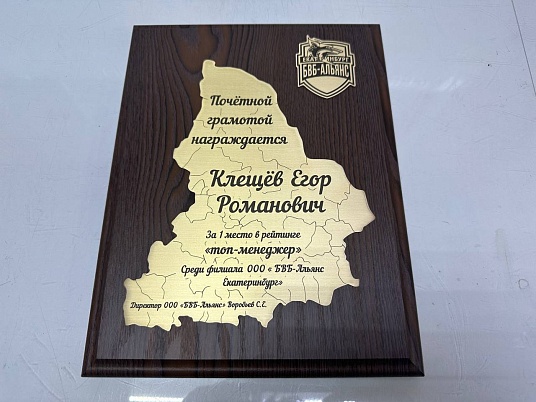 ЕКАТЕРИНБУРГ
БВБ-АЛЬЯНС
Почётной
грамотой
награждается
Клещёв Егор
Романович
За 1 место в рейтинге
«топ-менеджер»
Среди филиала ООО « БВБ-Альянс
Екатеринбург»
Директор ООО «БВБ-Альянс» Воробьев С.Е.